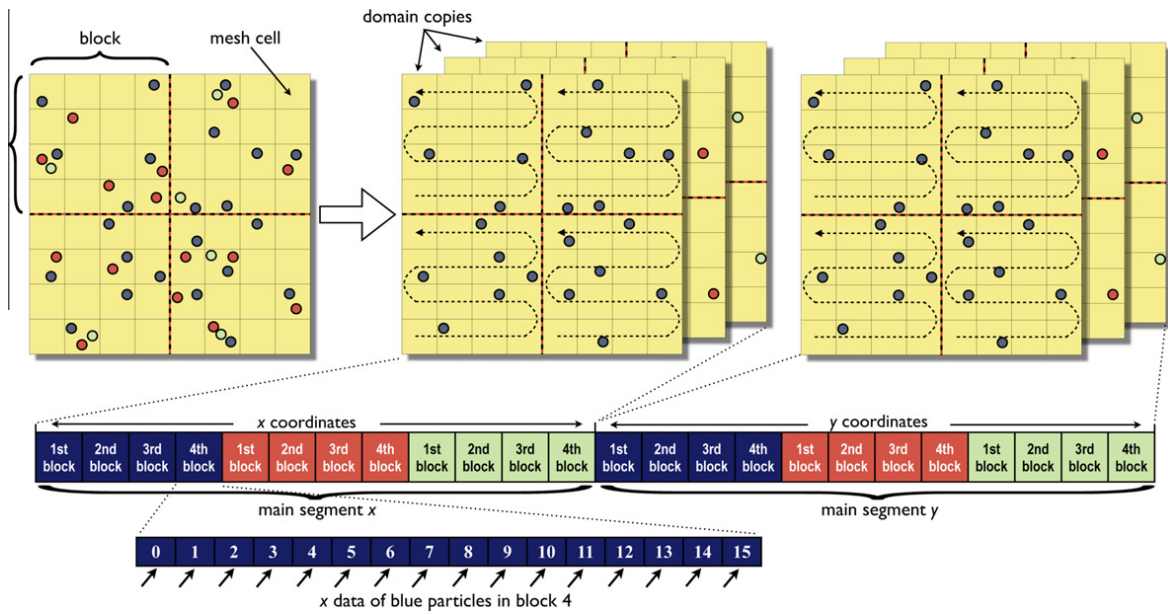 domain copies
block
mesh cell
x coordinates
y coordinates
1st block
2nd block
3rd block
4th block
1st block
2nd block
3rd block
4th block
1st block
2nd block
3rd block
4th block
1st block
2nd block
3rd block
4th block
1st block
2nd block
3rd block
4th block
1st block
2nd block
3rd block
4th block
main segment x
main segment y
0 1 2 3 4 5 6 7 8 9 10 11 12 13 14 15
x data of blue particles in block 4